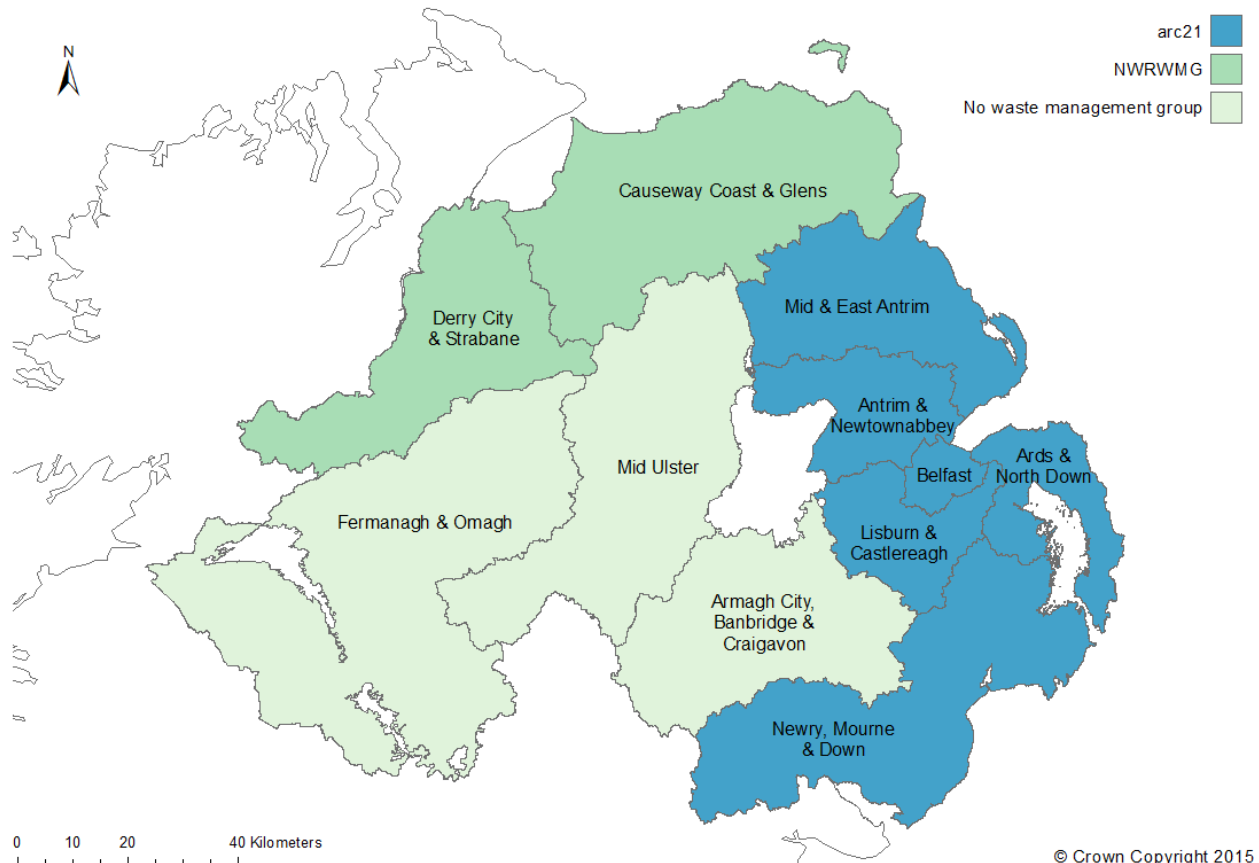 N
arc21
NWRWMG
No waste management group
Causeway Coast & Glens
Mid & East Antrim
Derry City
& Strabane
Antrim &
Newtownabbey
Ards &
North Down
Belfast
Mid Ulster
Fermanagh & Omagh
Lisburn &
Castlereagh
Armagh City,
Banbridge &
Craigavon
Newry, Mourne
& Down
0 10 20 40 Kilometers
© Crown Copyright 2015